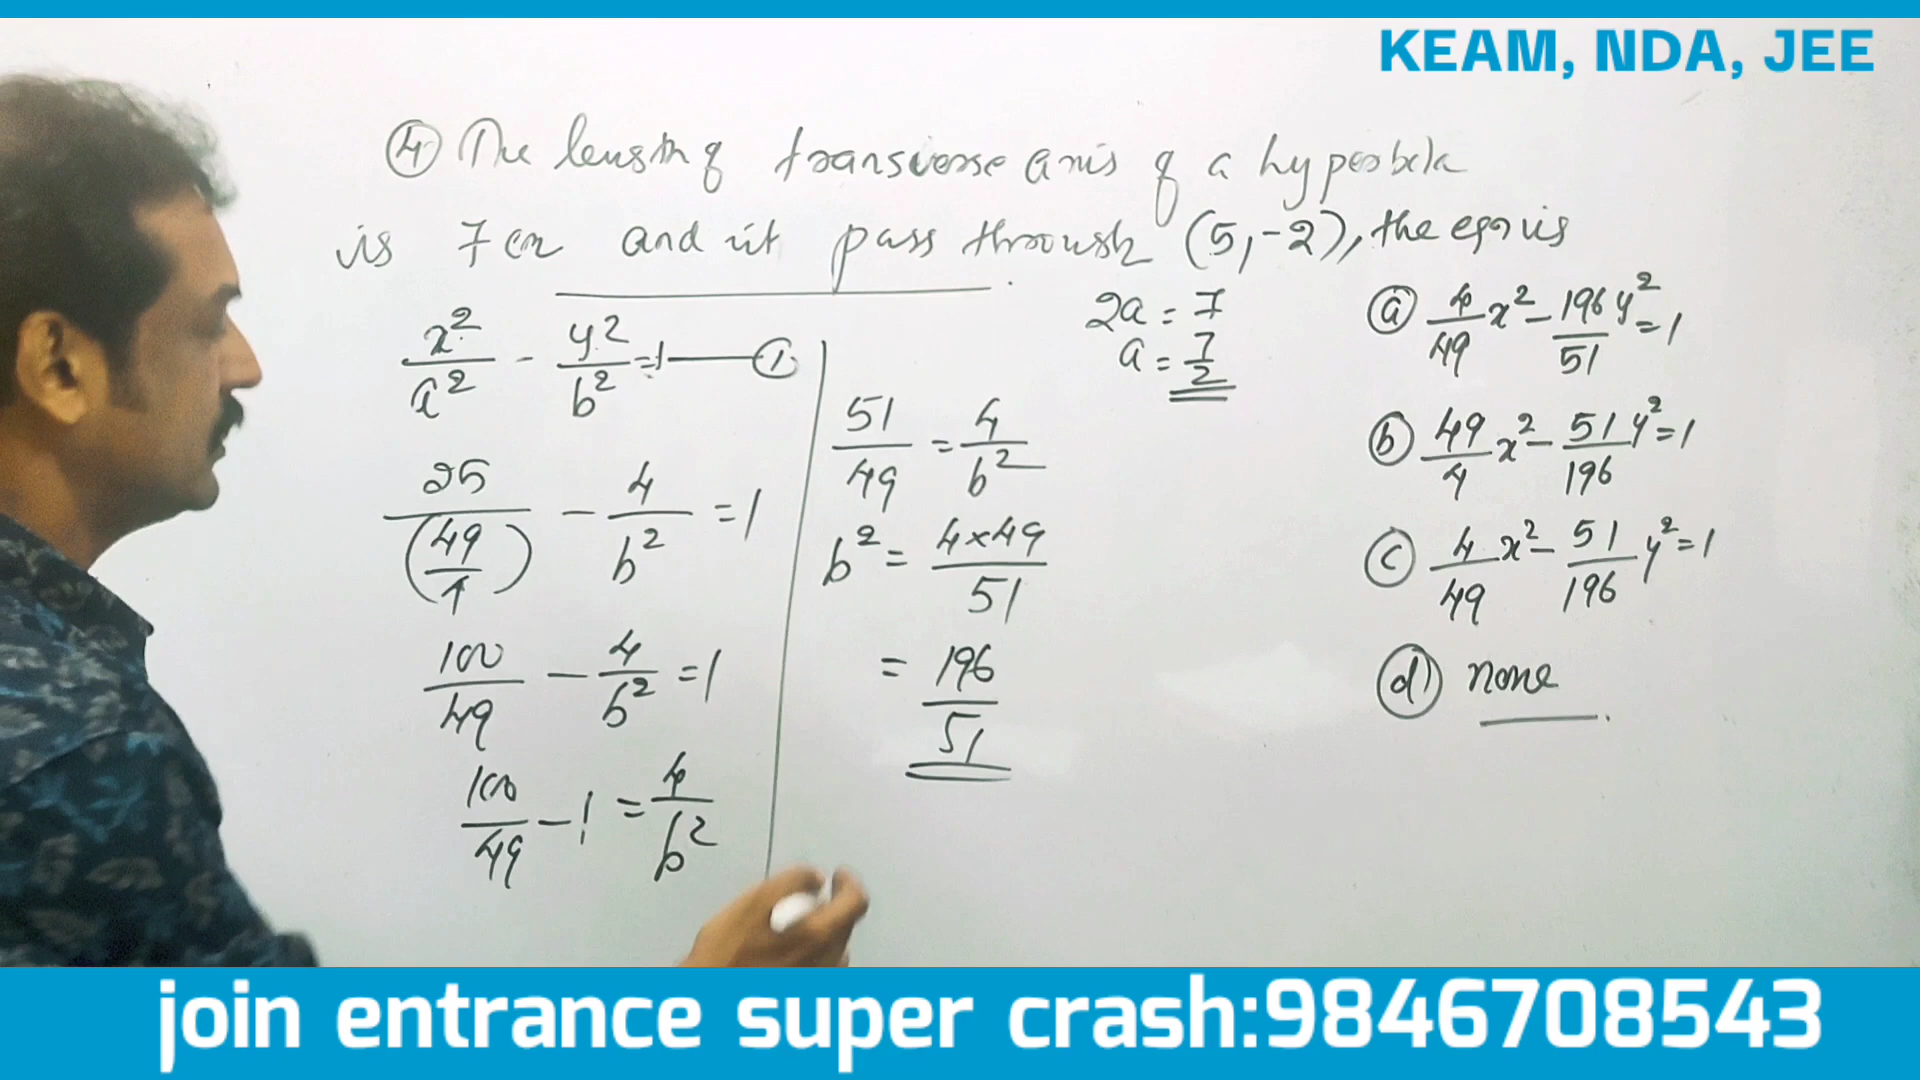 KEAM, NDA, JEE
④ The length of transverse axis of a hyperbola
is 7 cm and it pass through (5,-2), the eqn is
x²/a² - y²/b² = 1 —— ①
25/(49/4) - 4/b² = 1
100/49 - 4/b² = 1
100/49 - 1 = 4/b²
51/49 = 4/b²
b² = 4×49/51
= 196/51
2a = 7
a = 7/2
ⓐ 4/49 x² - 196/51 y² = 1
ⓑ 49/4 x² - 51/196 y² = 1
ⓒ 4/49 x² - 51/196 y² = 1
ⓓ none
join entrance super crash:9846708543